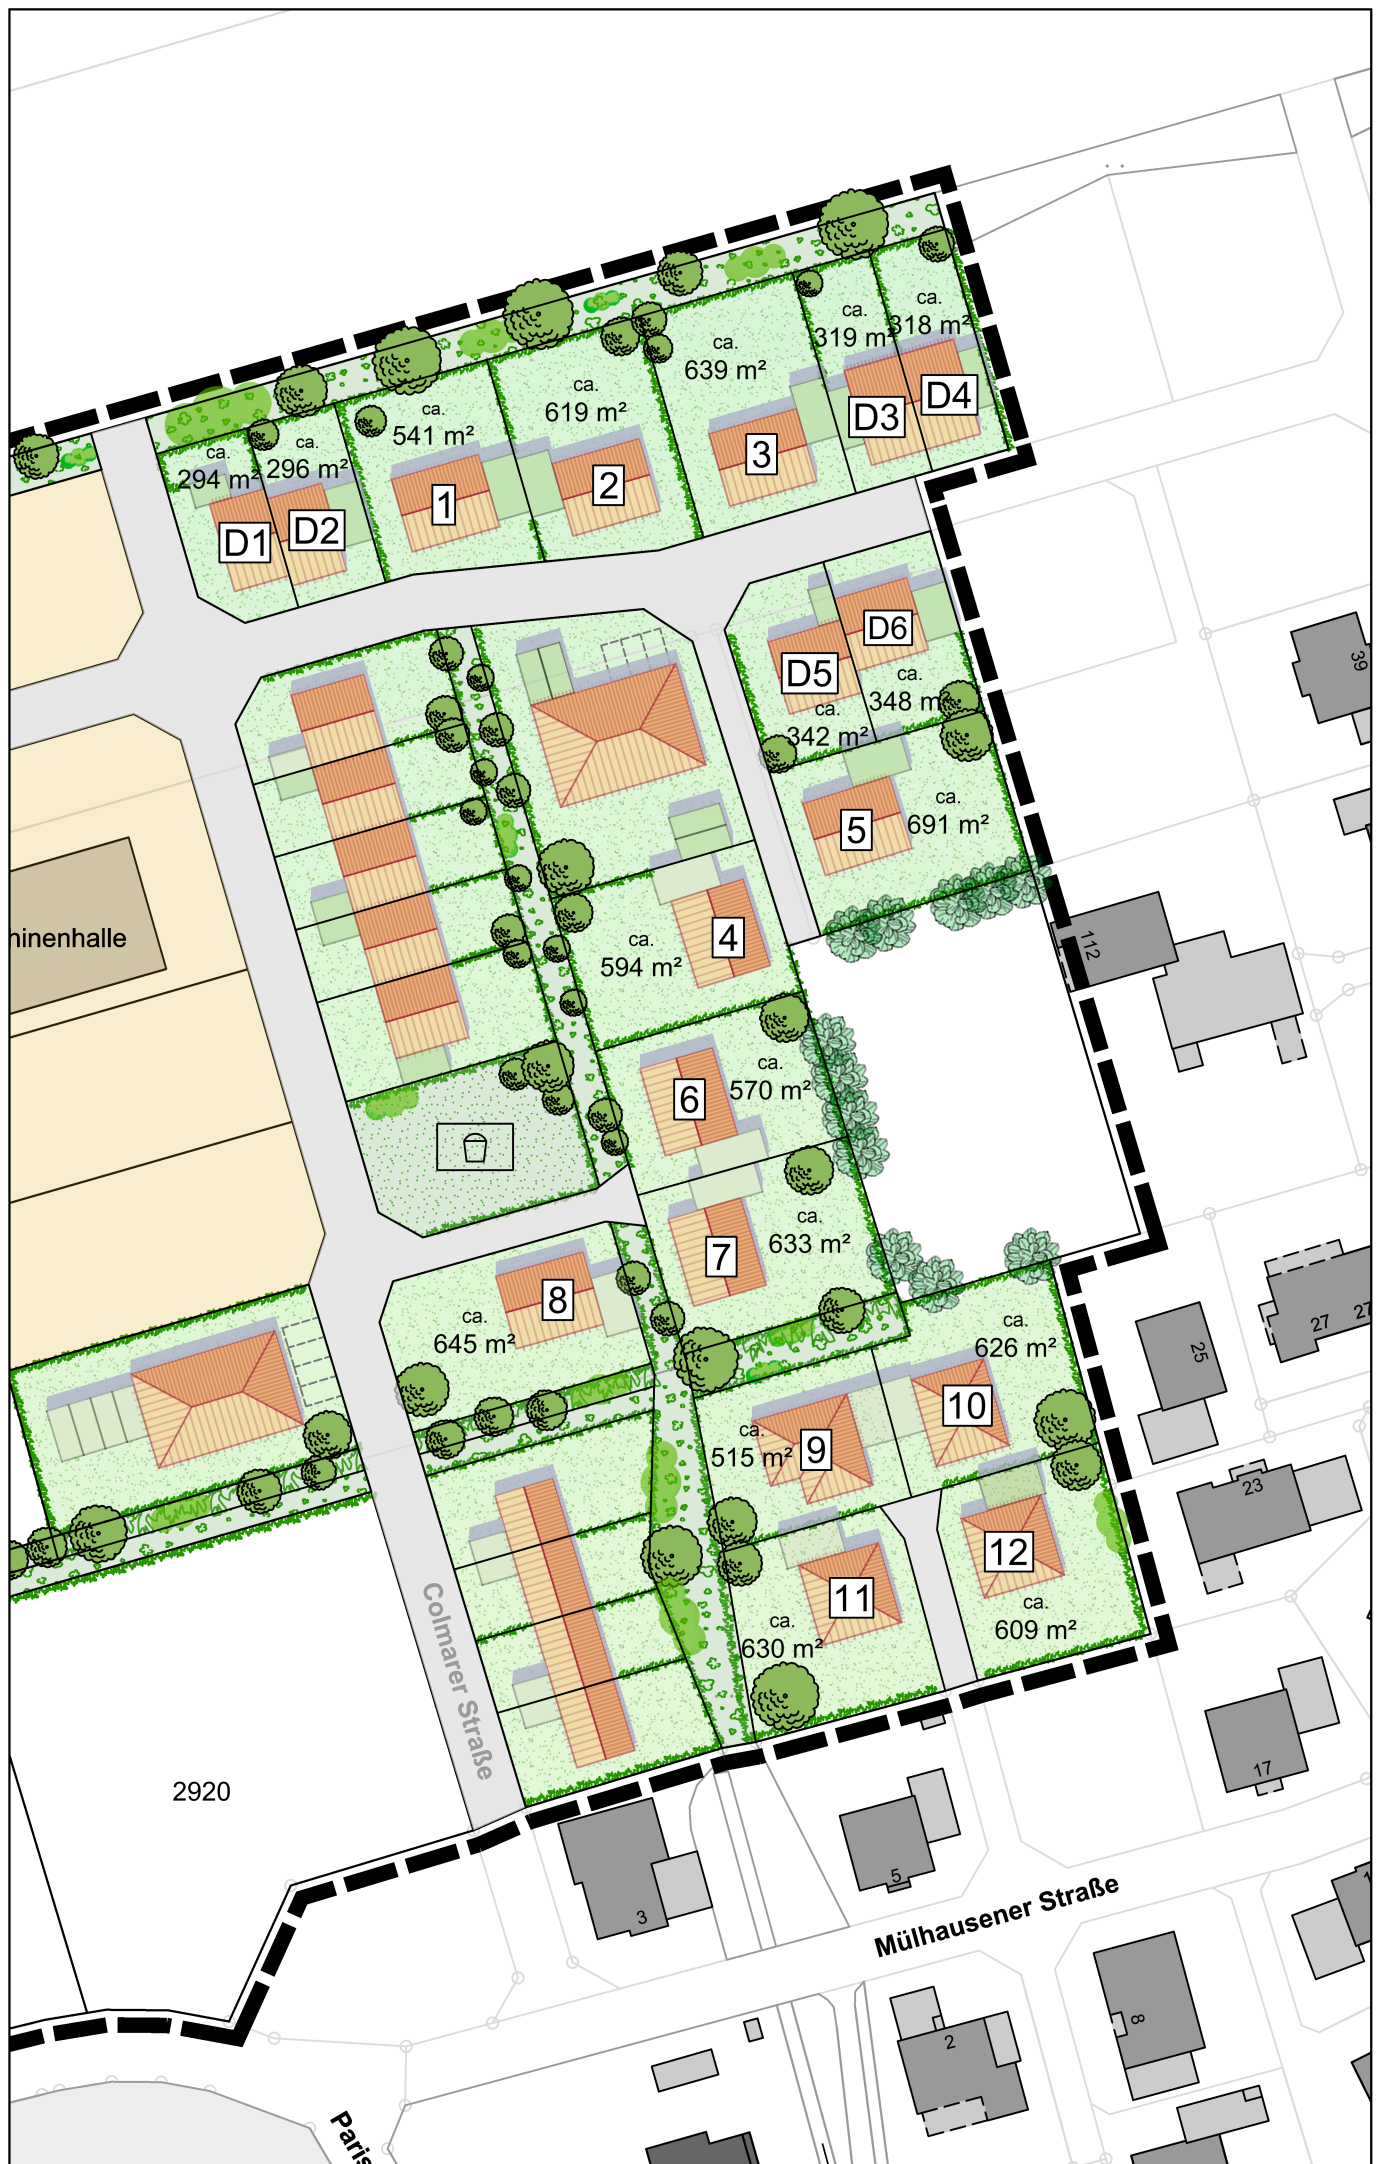 ca.
318 m²
ca.
319 m²
ca.
639 m²
ca.
619 m²
ca.
541 m²
ca.
296 m²
ca.
294 m²
D4
D3
3
2
1
D2
D1
D6
D5
ca.
348 m
ca.
342 m²
39
5
ca.
691 m²
4
ca.
594 m²
hinenhalle
112
6
ca.
570 m²
7
ca.
633 m²
8
ca.
645 m²
ca.
626 m²
10
9
ca.
515 m²
25
27
27
23
12
ca.
609 m²
11
ca.
630 m²
Colmarer Straße
17
2920
5
3
Mülhausener Straße
2
8
1
Paris